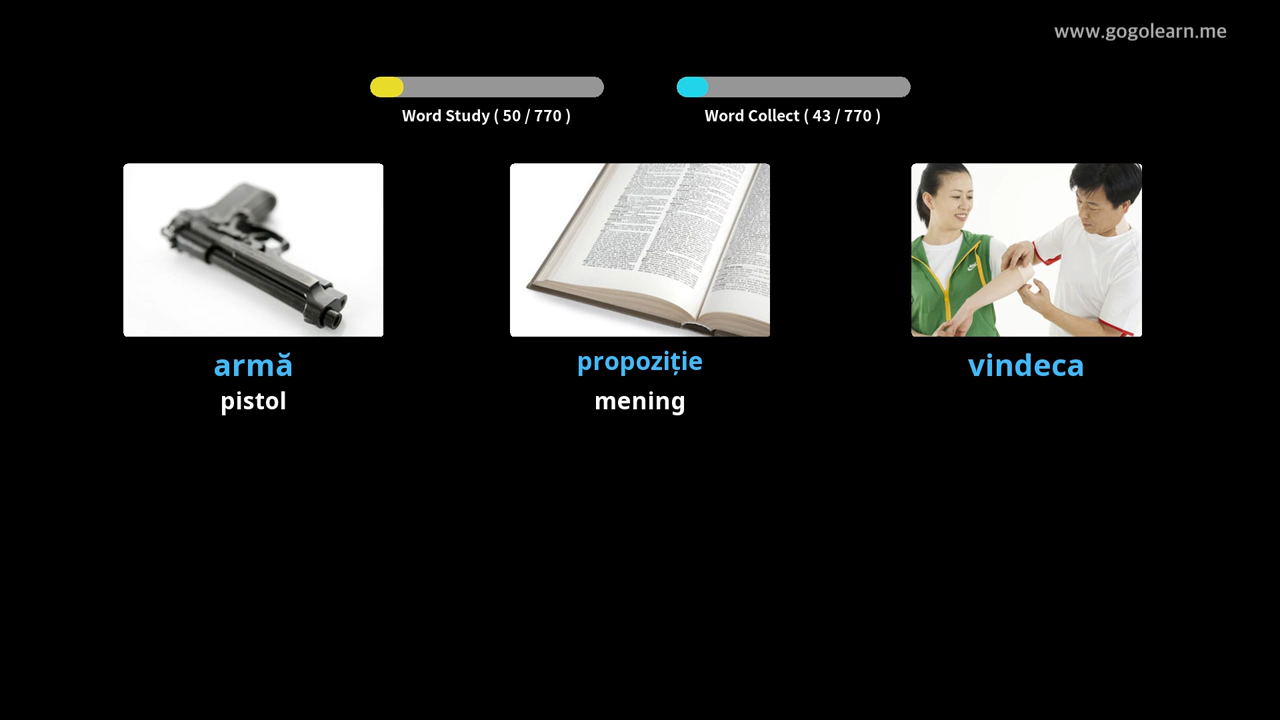 www.gogolearn.me
Word Study ( 50 / 770 )
Word Collect ( 43 / 770 )
armă
propoziție
vindeca
pistol
mening